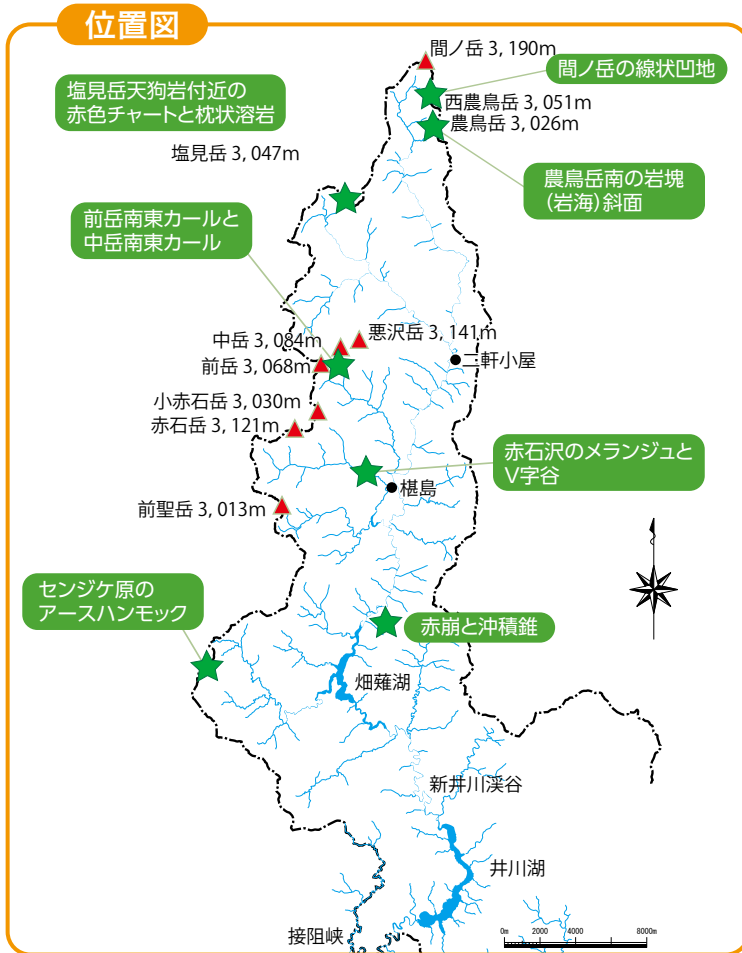 位置図
間ノ岳 3,190m
間ノ岳の線状凹地
塩見岳天狗岩付近の
赤色チャートと枕状溶岩
西農鳥岳 3,051m
農鳥岳 3,026m
塩見岳 3,047m
農鳥岳南の岩塊
(岩海)斜面
前岳南東カールと
中岳南東カール
中岳 3,084m
悪沢岳 3,141m
前岳 3,068m
二軒小屋
小赤石岳 3,030m
赤石岳 3,121m
赤石沢のメランジュと
V字谷
椹島
前聖岳 3,013m
センジケ原の
アースハンモック
赤崩と沖積錐
畑薙湖
新井川渓谷
井川湖
接阻峡
0m 2000 4000 8000m